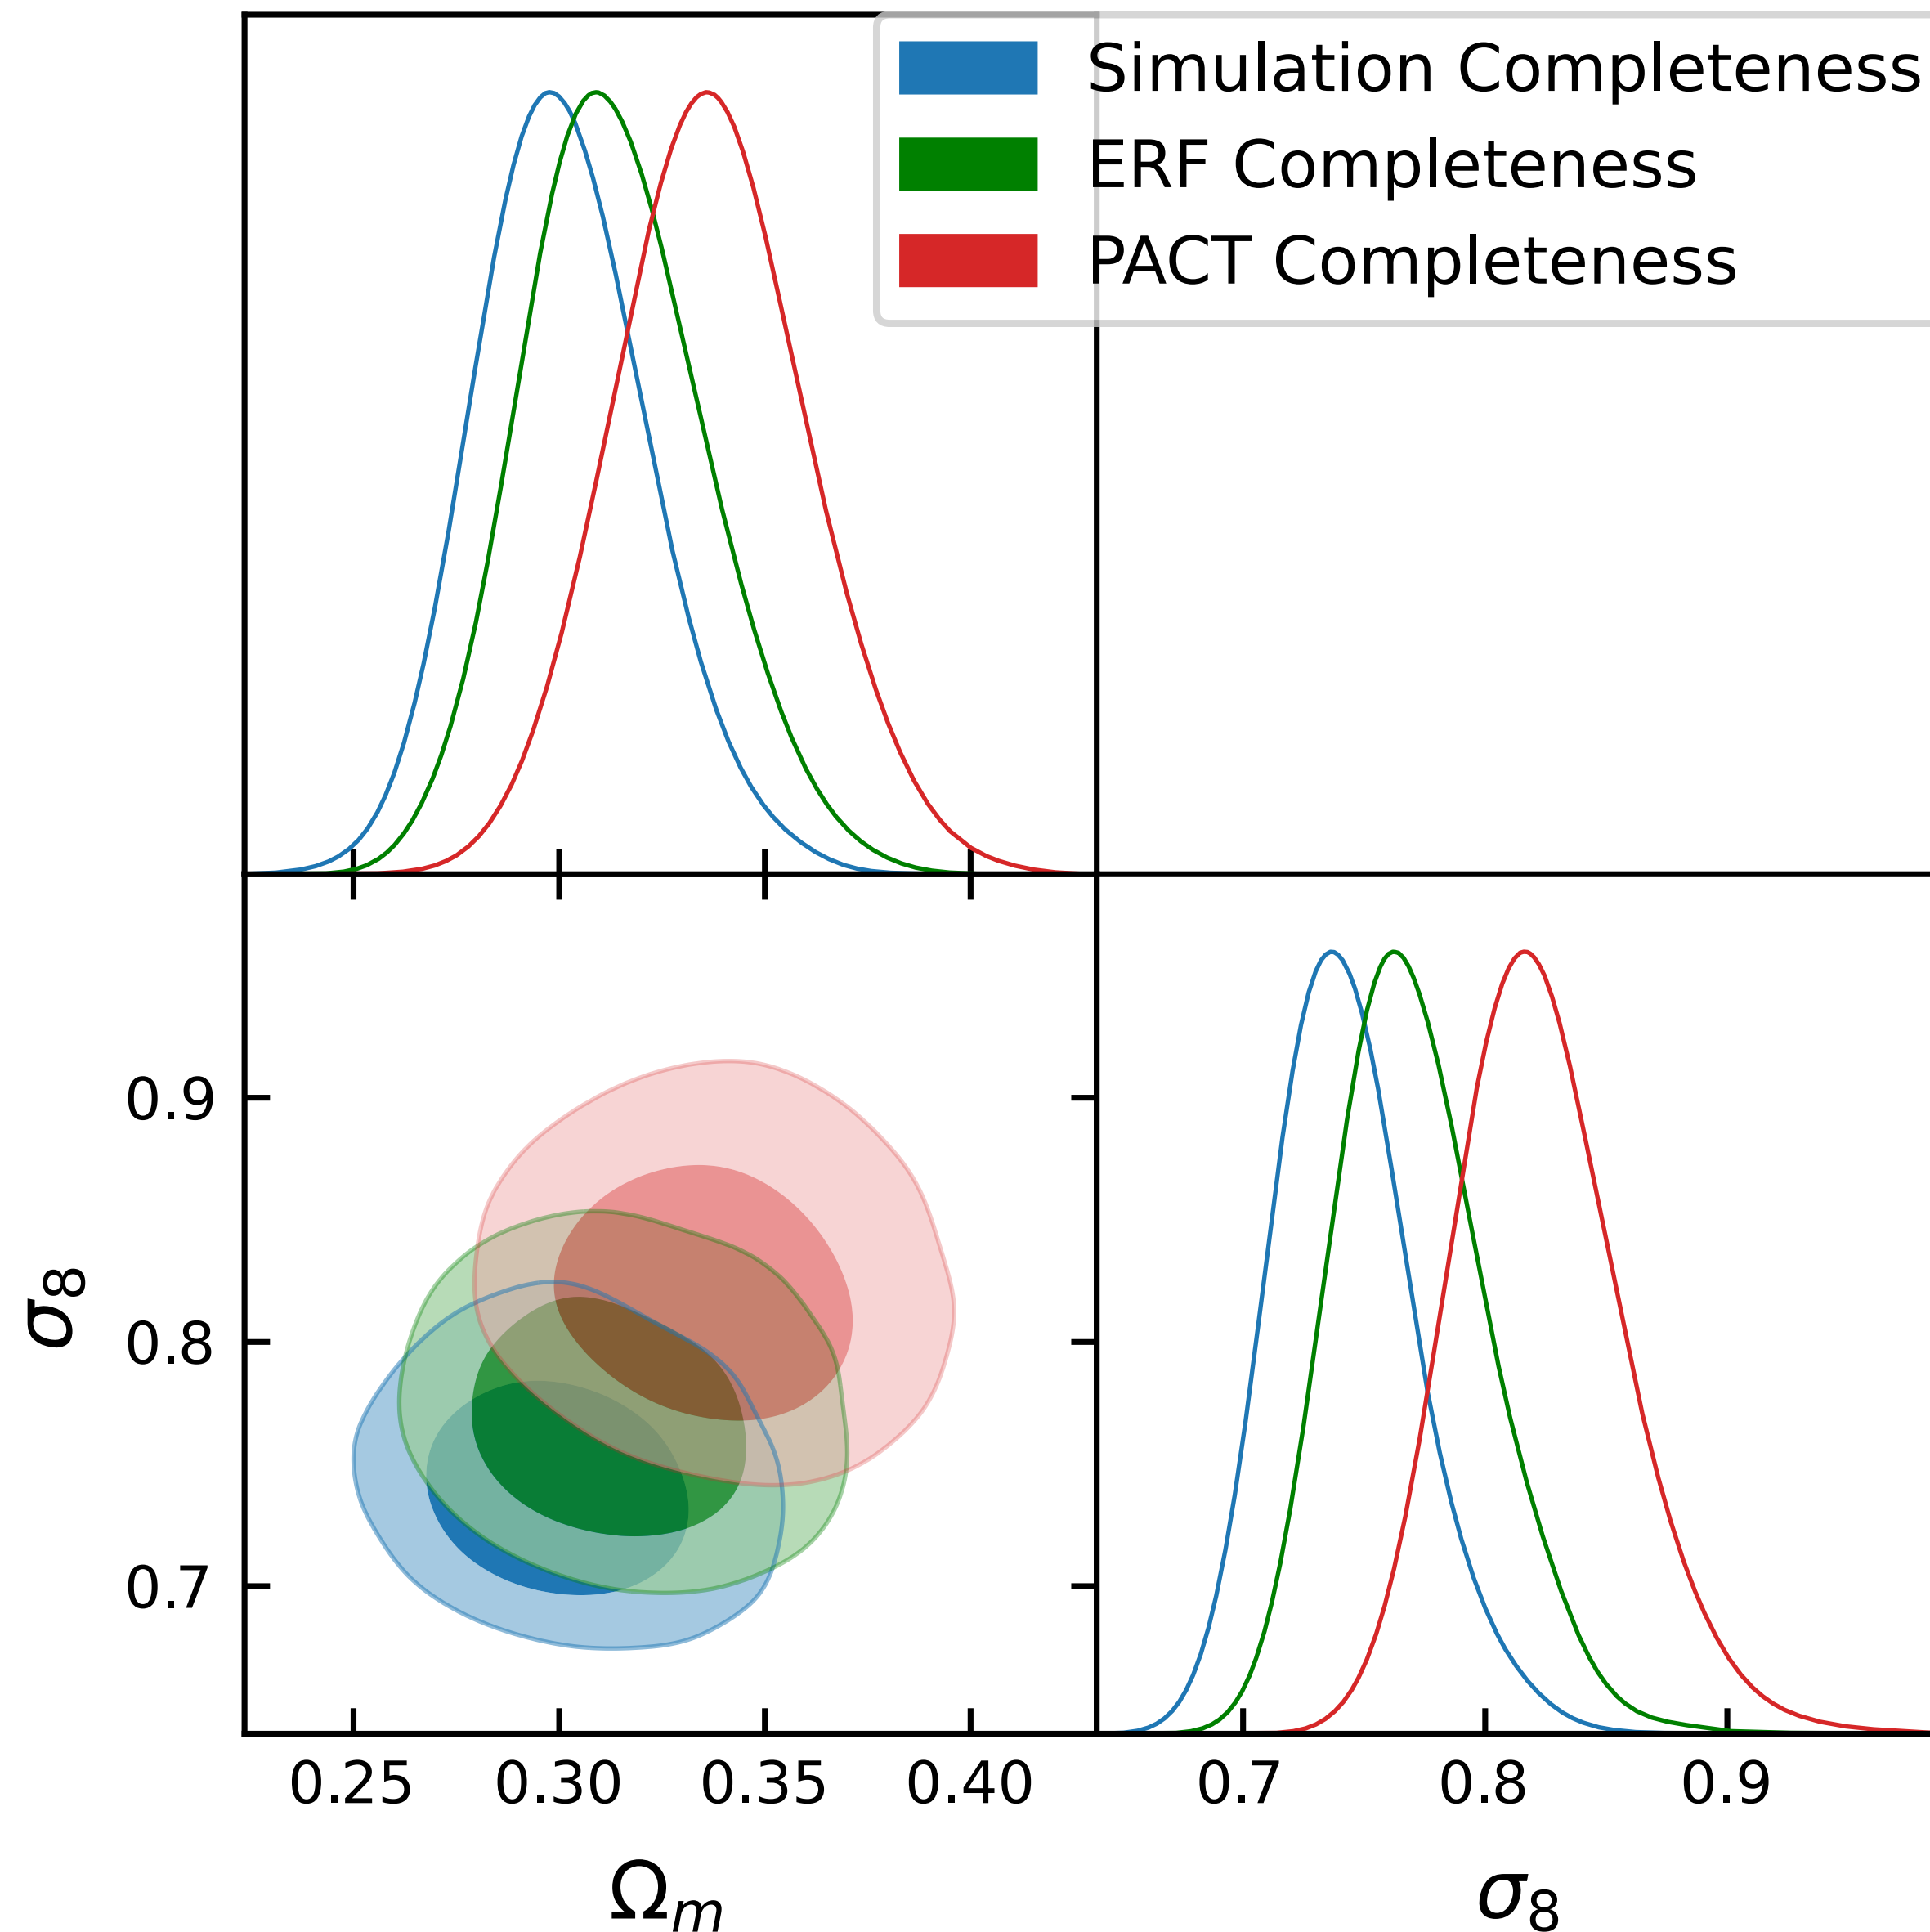 Simulation Completeness
ERF Completeness
PACT Completeness
0.9
0.8
0.7
σ8
0.25 0.30 0.35 0.40
0.7 0.8 0.9
Ωm
σ8